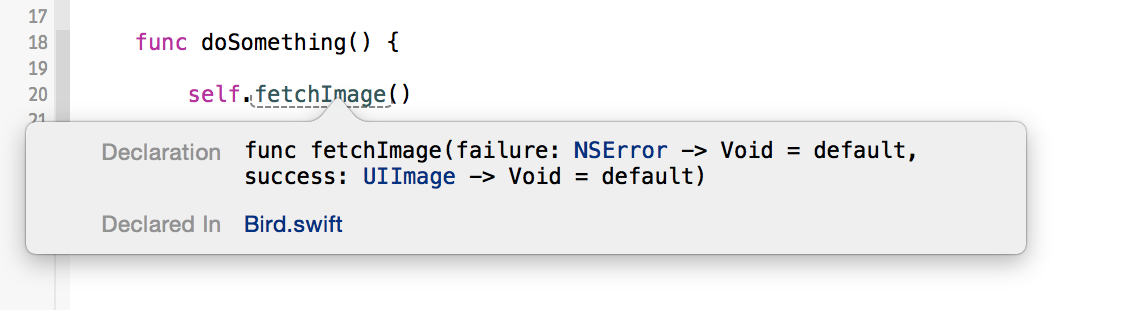 17
18 func doSomething() {
19
20 self.fetchImage()
21
Declaration func fetchImage(failure: NSError -> Void = default,
success: UIImage -> Void = default)
Declared In Bird.swift